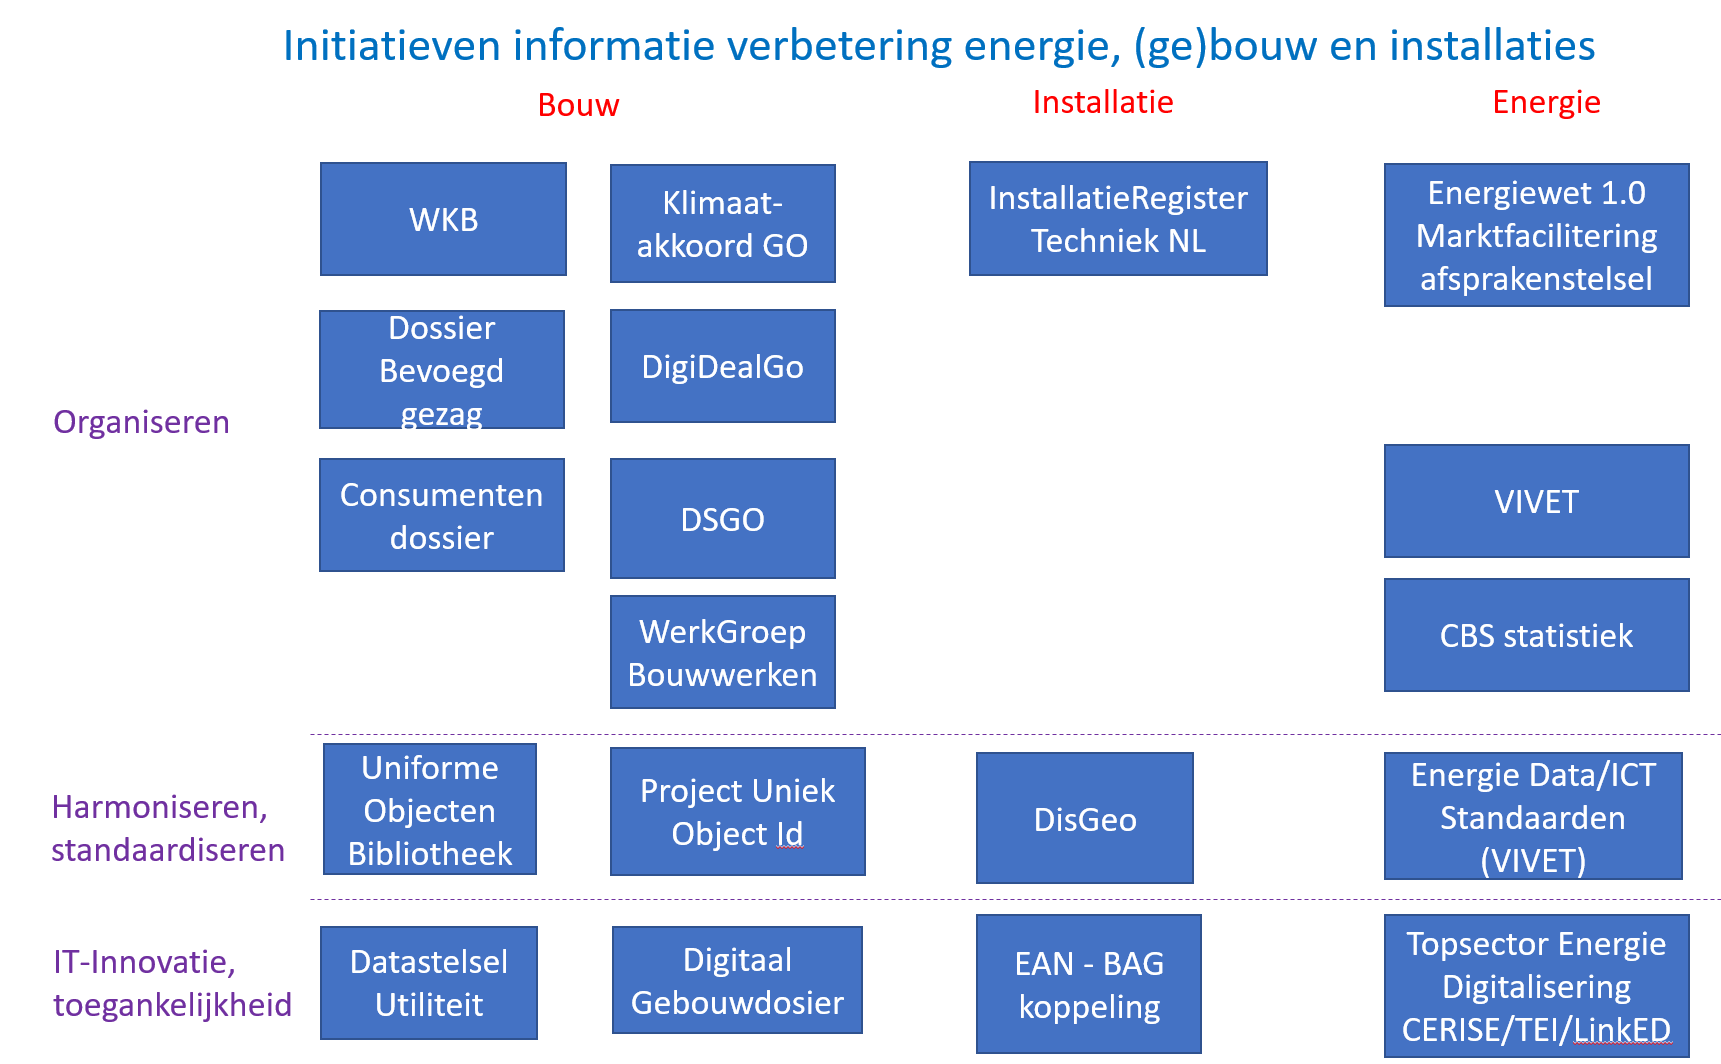 Initiatieven informatie verbetering energie, (ge)bouw en installaties
Bouw
Installatie
Energie
Organiseren
WKB
Klimaat-
akkoord GO
InstallatieRegister
Techniek NL
Energiewet 1.0
Marktfacilitering
afsprakenstelsel
Dossier
Bevoegd
gezag
DigiDealGo
Consumenten
dossier
DSGO
VIVET
WerkGroep
Bouwwerken
CBS statistiek
Harmoniseren,
standaardiseren
Uniforme
Objecten
Bibliotheek
Project Uniek
Object Id
DisGeo
Energie Data/ICT
Standaarden
(VIVET)
IT-Innovatie,
toegankelijkheid
Datastelsel
Utiliteit
Digitaal
Gebouwdosier
EAN - BAG
koppeling
Topsector Energie
Digitalisering
CERISE/TEI/LinkED